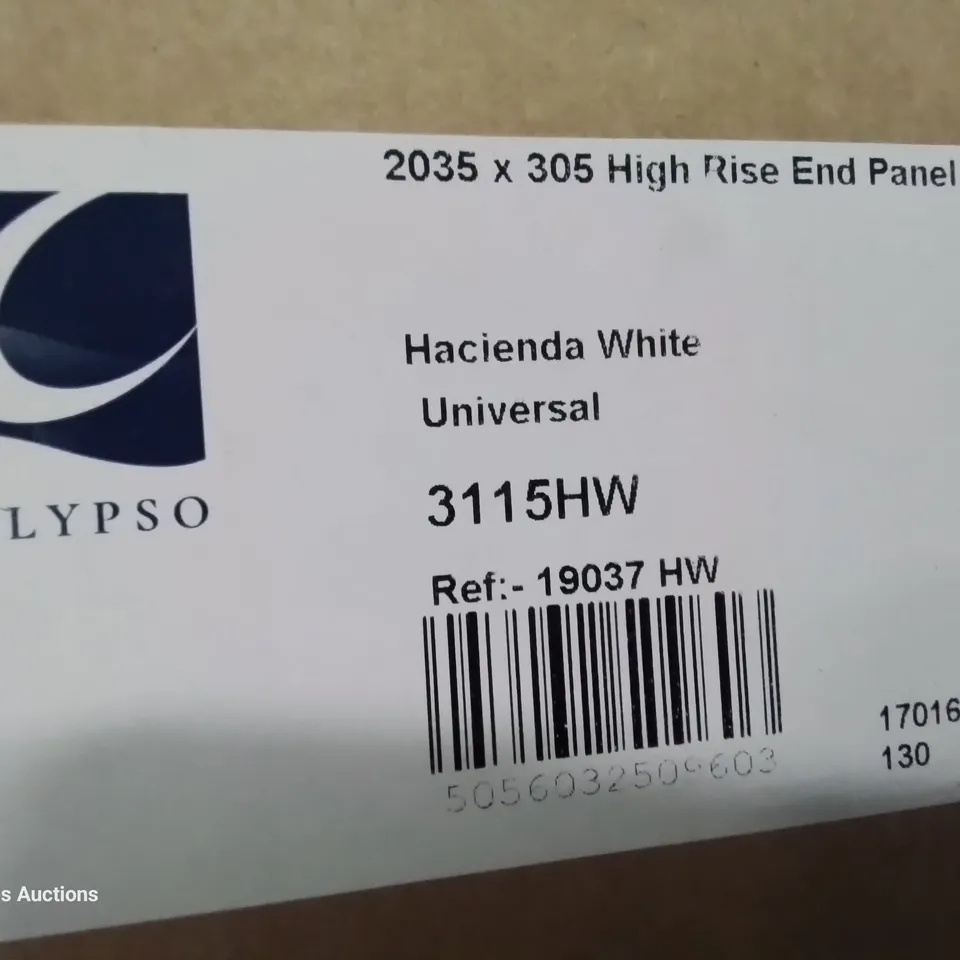 2035 x 305 High Rise End Panel
Hacienda White
Universal
LYPSO
3115HW
Ref:- 19037 HW
17016
130
s Auctions